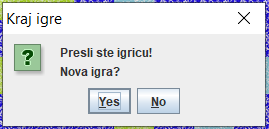 Kraj igre
Presli ste igricu!
Nova igra?
Yes No